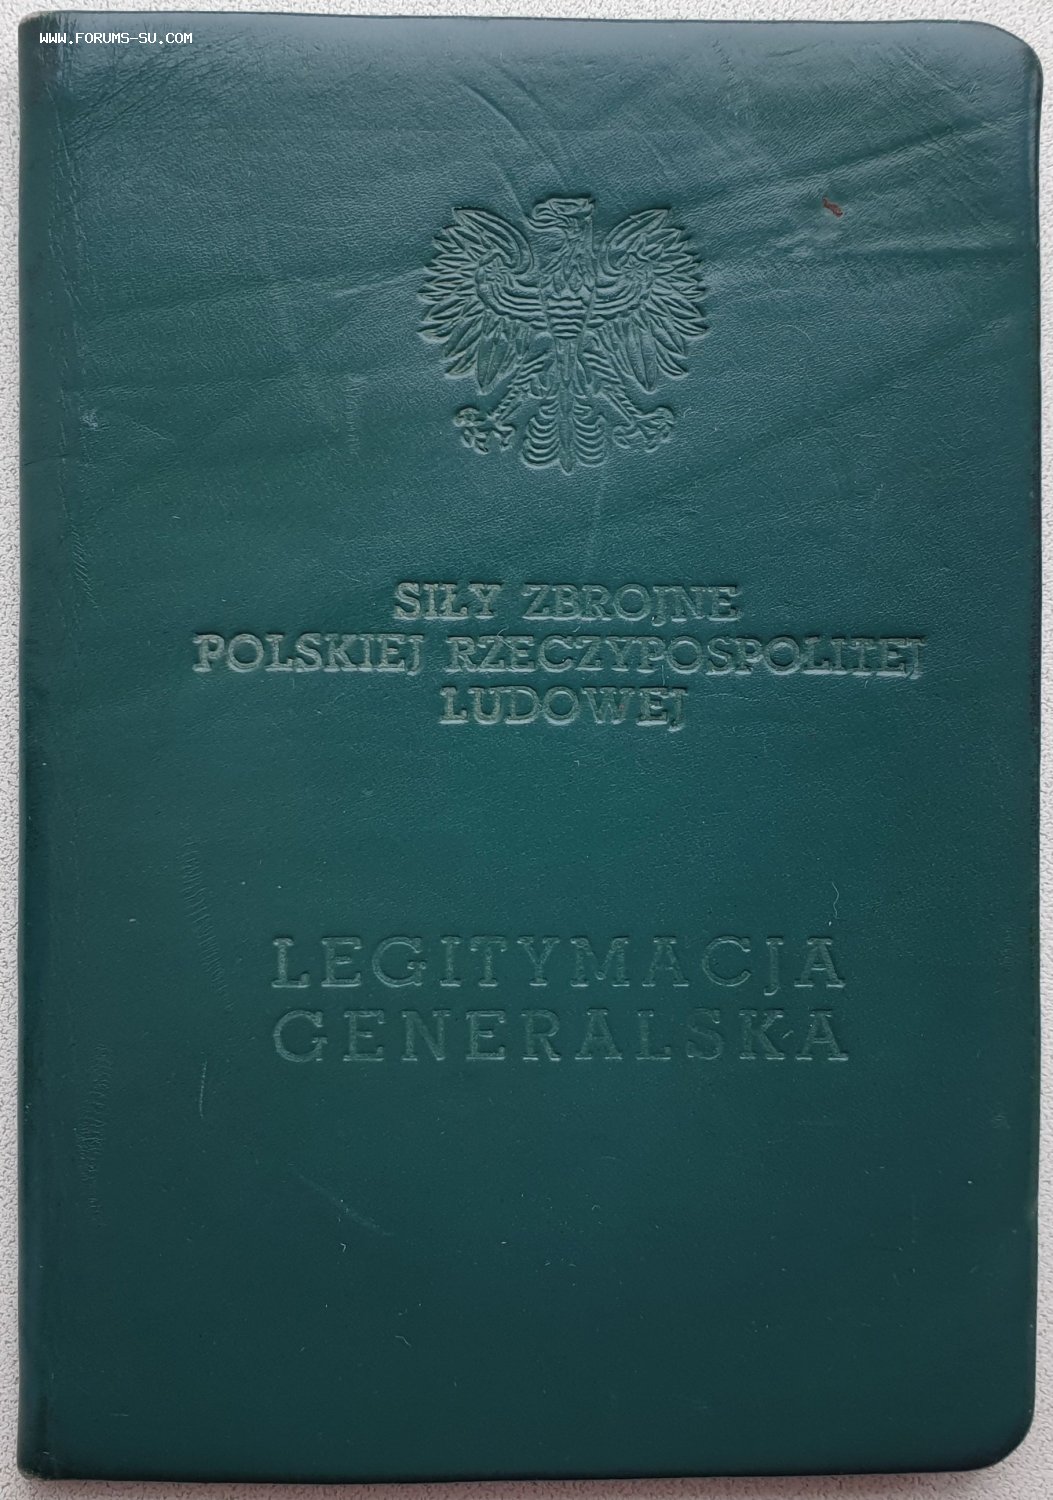 WWW.FORUMS-SU.COM
SIŁY ZBROJNE
POLSKIEJ RZECZYPOSPOLITEJ
LUDOWEJ
LEGITYMACJA
GENERALSKA